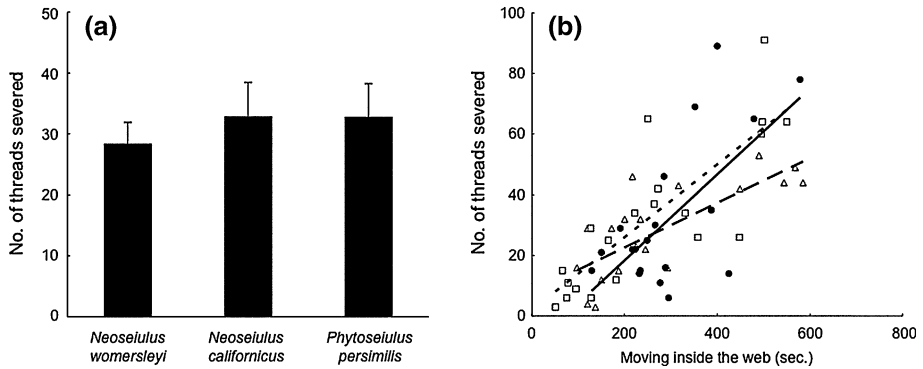 (a)
No. of threads severed
50
40
30
20
10
0
Neoseiulus womersleyi
Neoseiulus californicus
Phytoseiulus persimilis
(b)
No. of threads severed
100
80
60
40
20
0
0 200 400 600 800
Moving inside the web (sec.)